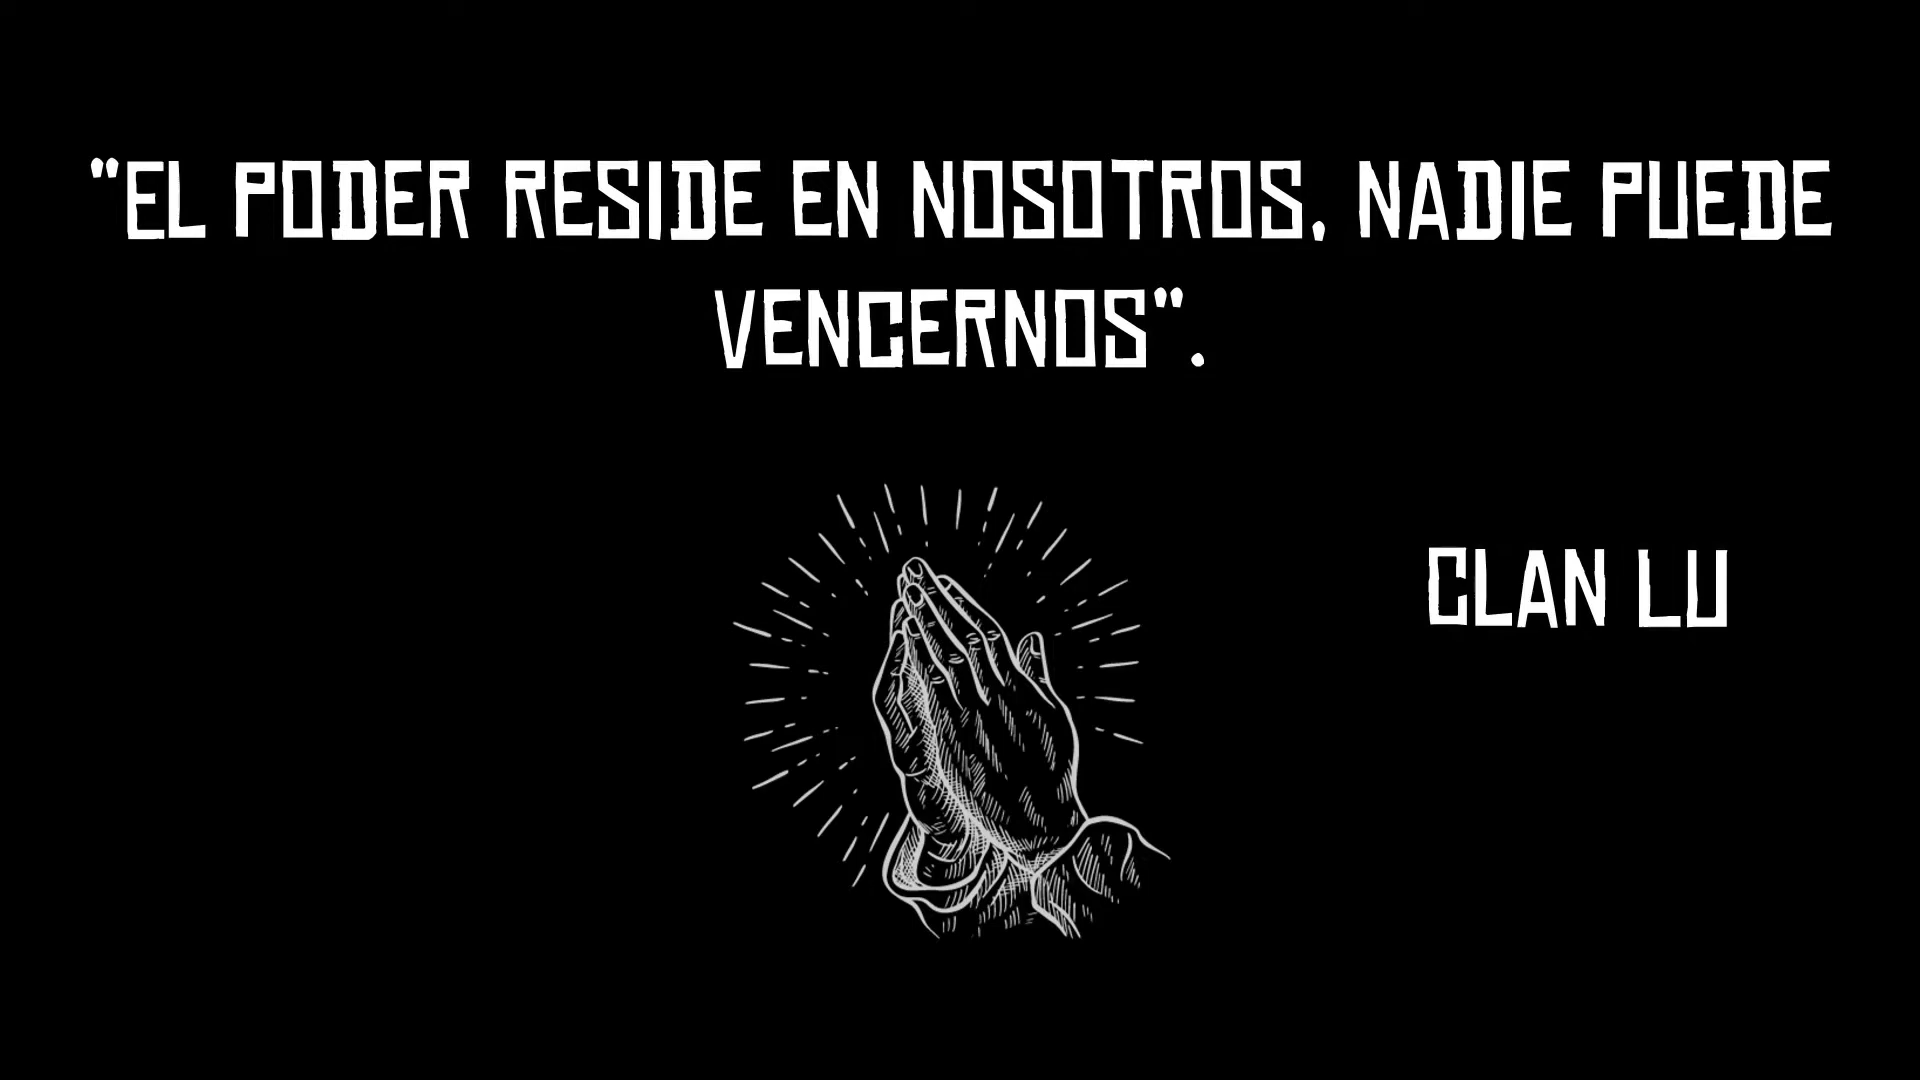 "EL PODER RESIDE EN NOSOTROS, NADIE PUEDE
VENCERNOS".
CLAN LU